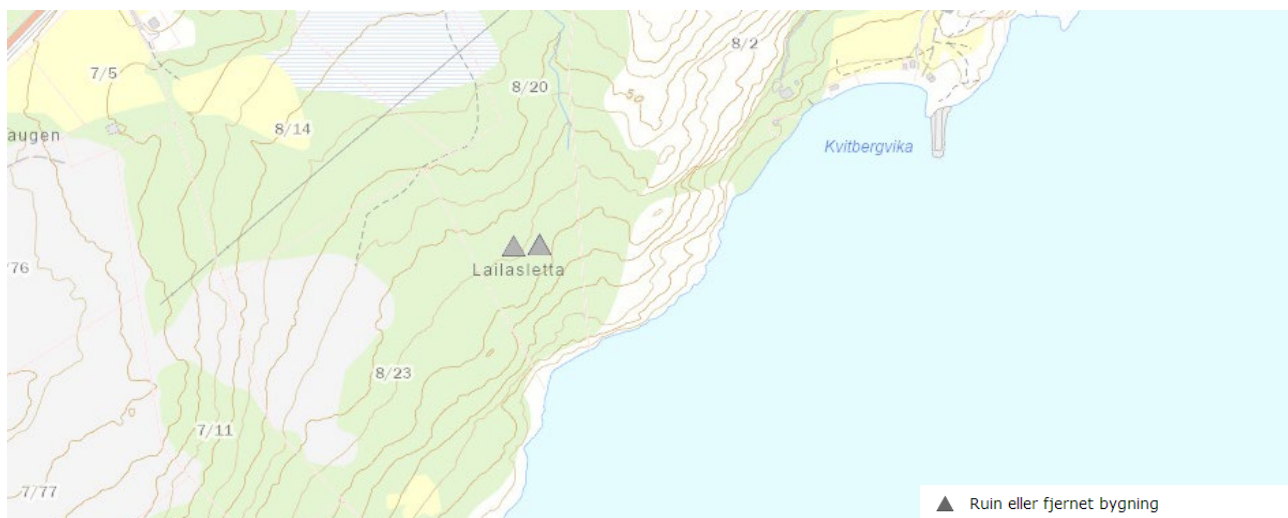 8/2
7/5
8/20
50
8/14
augen
Kvitbergvika
/76
Lailasletta
8/23
7/11
7/77
Ruin eller fjernet bygning